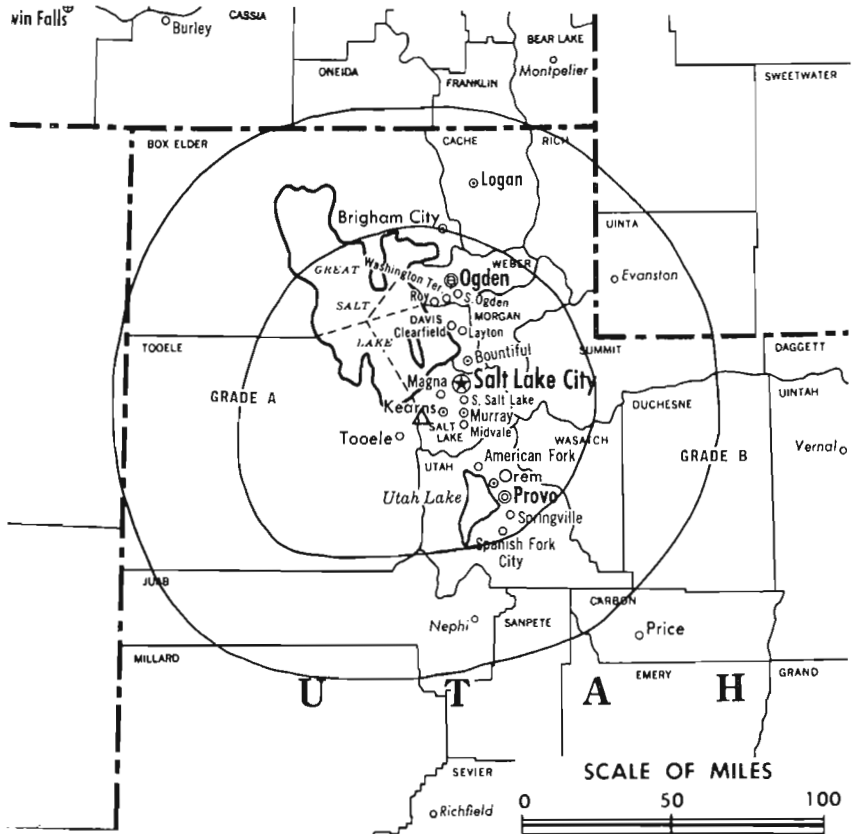 win Falls
Burley
CASSIA
ONEIDA
BEAR LAKE
Montpelier
FRANKLIN
SWEETWATER
BOX ELDER
CACHE
RICH
Logan
Brigham City
UINTA
Evanston
GREAT
SALT
LAKE
WEBER
Washington Ter.
Ogden
Roy
S. Ogden
MORGAN
DAVIS
Clearfield
Layton
TOOELE
Bountiful
SUMMIT
DAGGETT
GRADE A
Magna
Salt Lake City
S. Salt Lake
Kearns
Murray
SALT
LAKE
Midvale
DUCHESNE
UINTAH
Tooele
WASATCH
Vernal
UTAH
American Fork
GRADE B
Orem
Utah Lake
Provo
Springville
Spanish Fork
City
JUAB
CARBON
Nephi
SANPETE
Price
MILLARD
EMERY
GRAND
U T A H
SEVIER
Richfield
SCALE OF MILES
0 50 100